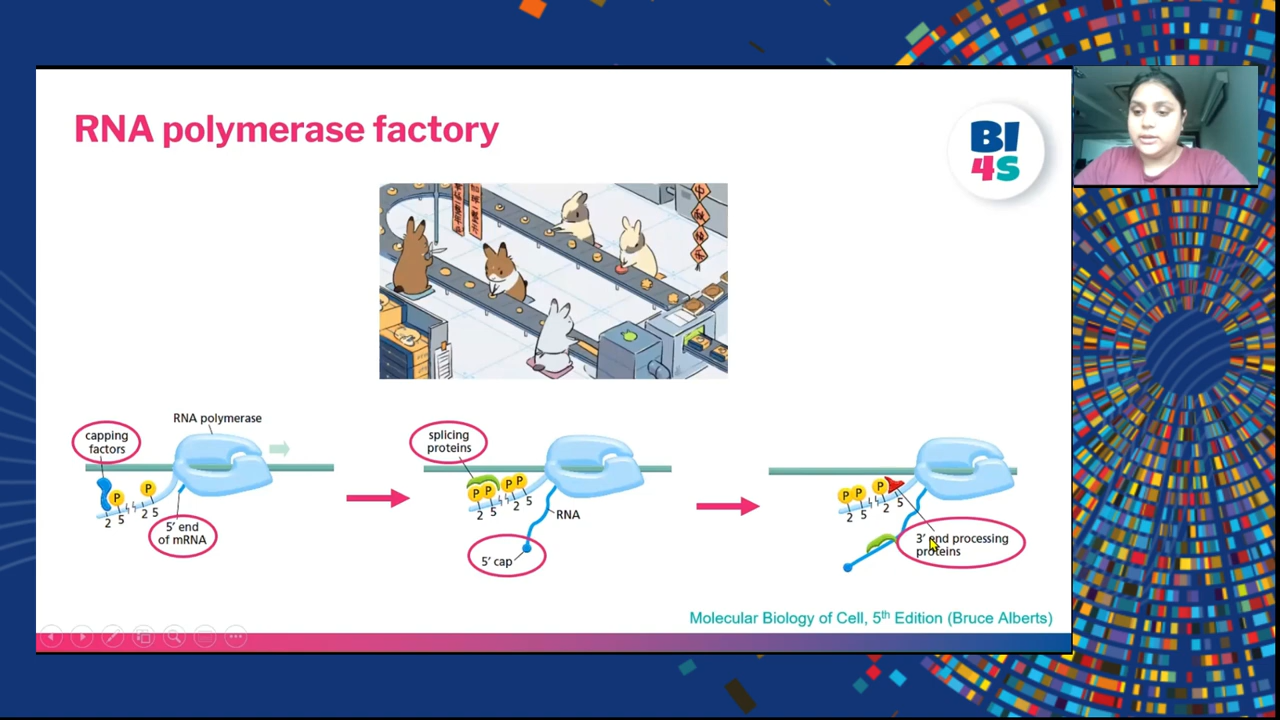 RNA polymerase factory
BI
4S
RNA polymerase
capping
factors
P
P
2 5 2 5
5′ end
of mRNA
splicing
proteins
P P P P
2 5 2 5
RNA
5′ cap
P P P
2 5 2 5
3′ end processing
proteins
Molecular Biology of Cell, 5th Edition (Bruce Alberts)